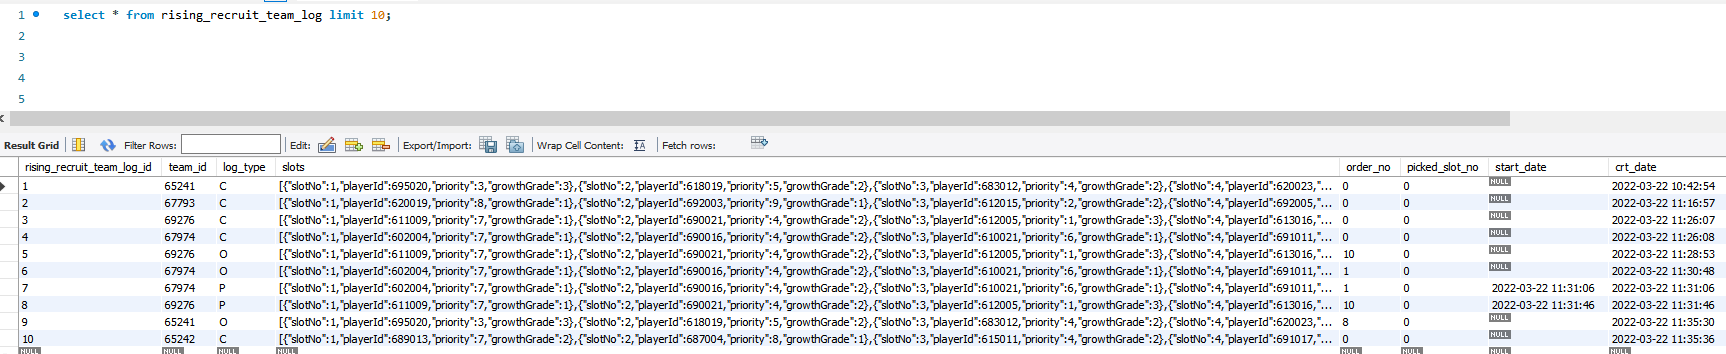 1 select * from rising_recruit_team_log limit 10;
2
3
4
5
Result Grid Filter Rows: Edit: Export/Import: Wrap Cell Content: Fetch rows:
rising_recruit_team_log_id team_id log_type slots order_no picked_slot_no start_date crt_date
1 65241 C [{"slotNo":1,"playerId":695020,"priority":3,"growthGrade":3},{"slotNo":2,"playerId":618019,"priority":5,"growthGrade":2},{"slotNo":3,"playerId":683012,"priority":4,"growthGrade":2},{"slotNo":4,"playerId":620023,"... 0 0 NULL 2022-03-22 10:42:54
2 67793 C [{"slotNo":1,"playerId":620019,"priority":8,"growthGrade":1},{"slotNo":2,"playerId":692003,"priority":9,"growthGrade":1},{"slotNo":3,"playerId":612015,"priority":2,"growthGrade":2},{"slotNo":4,"playerId":692005,"... 0 0 NULL 2022-03-22 11:16:57
3 69276 C [{"slotNo":1,"playerId":611009,"priority":7,"growthGrade":1},{"slotNo":2,"playerId":690021,"priority":4,"growthGrade":2},{"slotNo":3,"playerId":612005,"priority":1,"growthGrade":3},{"slotNo":4,"playerId":613016,"... 0 0 NULL 2022-03-22 11:26:07
4 67974 C [{"slotNo":1,"playerId":602004,"priority":7,"growthGrade":1},{"slotNo":2,"playerId":690016,"priority":4,"growthGrade":2},{"slotNo":3,"playerId":610021,"priority":6,"growthGrade":1},{"slotNo":4,"playerId":691011,"... 0 0 NULL 2022-03-22 11:26:08
5 69276 O [{"slotNo":1,"playerId":611009,"priority":7,"growthGrade":1},{"slotNo":2,"playerId":690021,"priority":4,"growthGrade":2},{"slotNo":3,"playerId":612005,"priority":1,"growthGrade":3},{"slotNo":4,"playerId":613016,"... 10 0 NULL 2022-03-22 11:28:53
6 67974 O [{"slotNo":1,"playerId":602004,"priority":7,"growthGrade":1},{"slotNo":2,"playerId":690016,"priority":4,"growthGrade":2},{"slotNo":3,"playerId":610021,"priority":6,"growthGrade":1},{"slotNo":4,"playerId":691011,"... 1 0 NULL 2022-03-22 11:30:48
7 67974 P [{"slotNo":1,"playerId":602004,"priority":7,"growthGrade":1},{"slotNo":2,"playerId":690016,"priority":4,"growthGrade":2},{"slotNo":3,"playerId":610021,"priority":6,"growthGrade":1},{"slotNo":4,"playerId":691011,"... 1 0 2022-03-22 11:31:06 2022-03-22 11:31:06
8 69276 P [{"slotNo":1,"playerId":611009,"priority":7,"growthGrade":1},{"slotNo":2,"playerId":690021,"priority":4,"growthGrade":2},{"slotNo":3,"playerId":612005,"priority":1,"growthGrade":3},{"slotNo":4,"playerId":613016,"... 10 0 2022-03-22 11:31:46 2022-03-22 11:31:46
9 65241 O [{"slotNo":1,"playerId":695020,"priority":3,"growthGrade":3},{"slotNo":2,"playerId":618019,"priority":5,"growthGrade":2},{"slotNo":3,"playerId":683012,"priority":4,"growthGrade":2},{"slotNo":4,"playerId":620023,"... 8 0 NULL 2022-03-22 11:35:30
10 65242 C [{"slotNo":1,"playerId":689013,"priority":7,"growthGrade":2},{"slotNo":2,"playerId":687004,"priority":8,"growthGrade":1},{"slotNo":3,"playerId":615011,"priority":4,"growthGrade":2},{"slotNo":4,"playerId":691017,"... 0 0 NULL 2022-03-22 11:35:36
NULL NULL NULL NULL NULL NULL NULL NULL